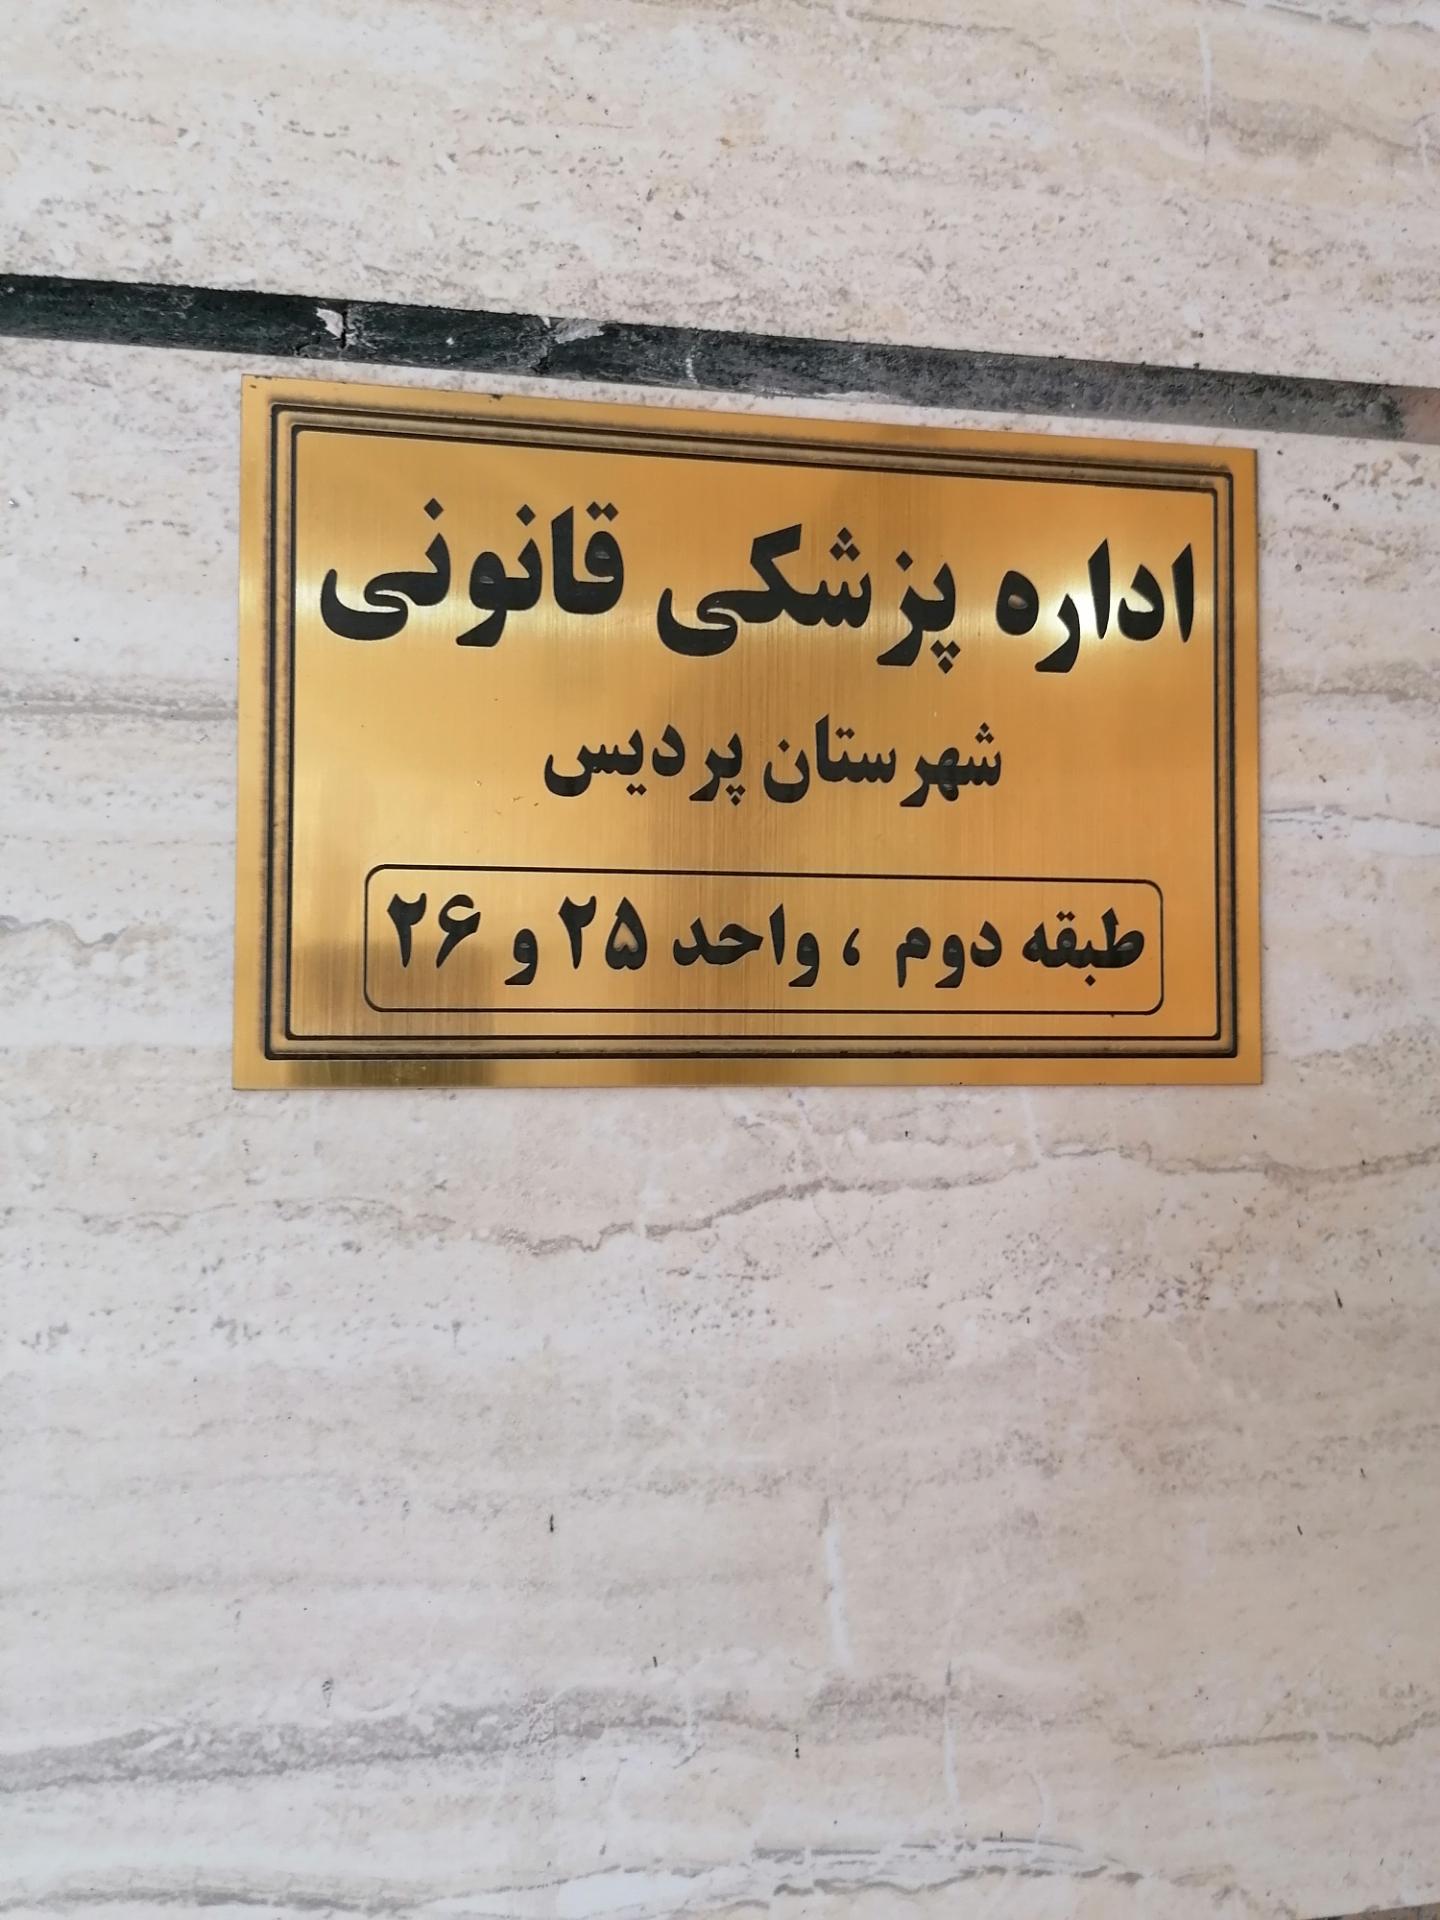 اداره پزشکی قانونی
شهرستان پردیس
طبقه دوم ، واحد ۲۵ و ۲۶